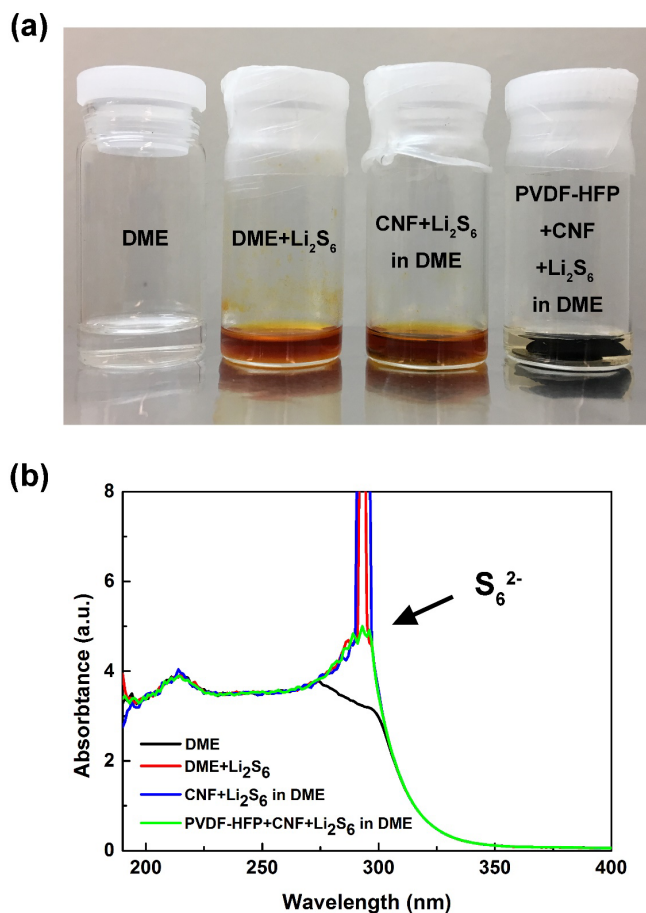 (a)
DME
DME+Li₂S₆
CNF+Li₂S₆
in DME
PVDF-HFP
+CNF
+Li₂S₆
in DME
(b)
8
6
4
2
0
Absorbtance (a.u.)
S₆²⁻
DME
DME+Li₂S₆
CNF+Li₂S₆ in DME
PVDF-HFP+CNF+Li₂S₆ in DME
200 250 300 350 400
Wavelength (nm)